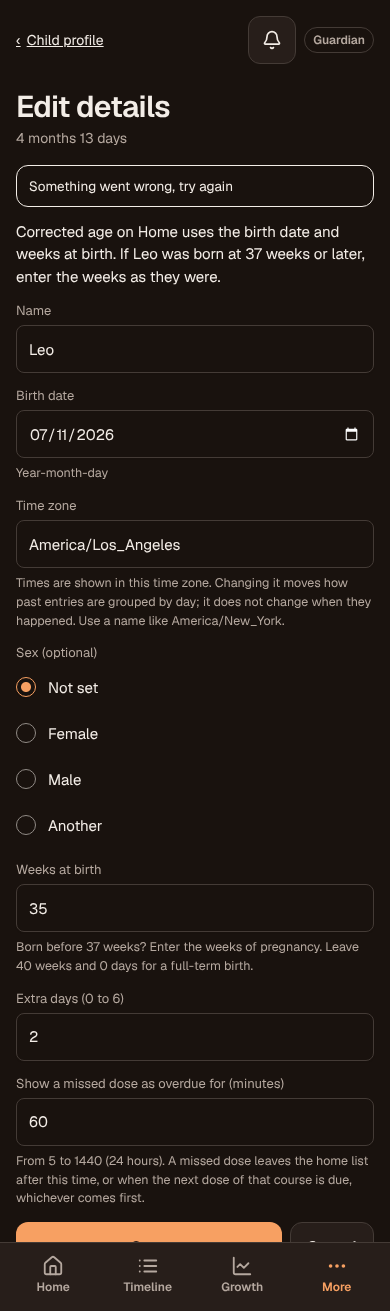 ‹ Child profile
Guardian
Edit details
4 months 13 days
Something went wrong, try again
Corrected age on Home uses the birth date and
weeks at birth. If Leo was born at 37 weeks or later,
enter the weeks as they were.
Name
Leo
Birth date
07/11/2026
Year-month-day
Time zone
America/Los_Angeles
Times are shown in this time zone. Changing it moves how
past entries are grouped by day; it does not change when they
happened. Use a name like America/New_York.
Sex (optional)
Not set
Female
Male
Another
Weeks at birth
35
Born before 37 weeks? Enter the weeks of pregnancy. Leave
40 weeks and 0 days for a full-term birth.
Extra days (0 to 6)
2
Show a missed dose as overdue for (minutes)
60
From 5 to 1440 (24 hours). A missed dose leaves the home list
after this time, or when the next dose of that course is due,
whichever comes first.
Home
Timeline
Growth
More